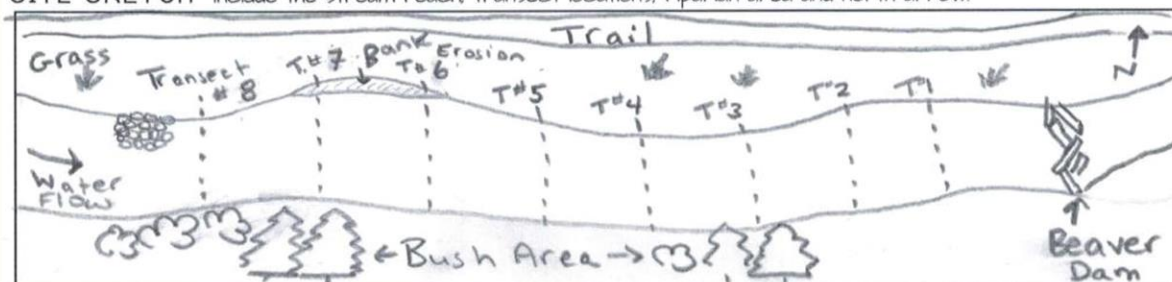 SITE SKETCH Include the stream reach, transect locations, riparian area and north arrow.
Trail
Grass
Transect #8
T#7
Bank Erosion
T#6
T#5
T#4
T#3
T#2
T#1
N
Water Flow
← Bush Area →
Beaver Dam